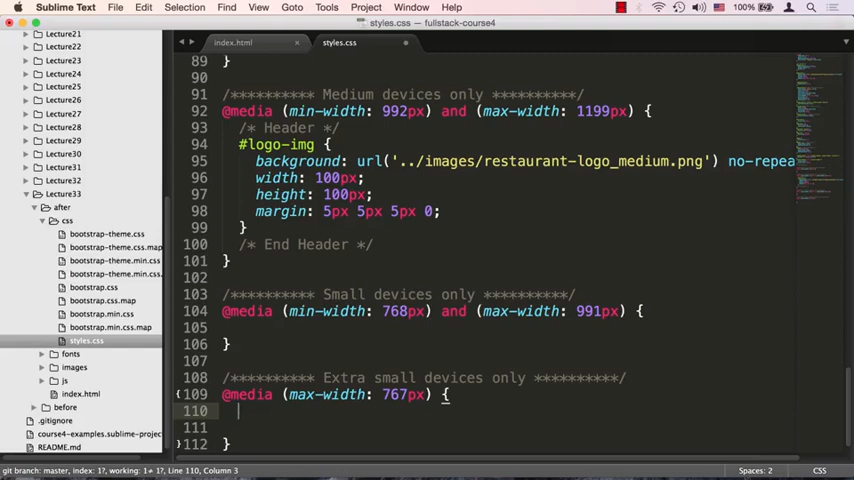 Sublime Text File Edit Selection Find View Goto Tools Project Window Help 100%
styles.css — fullstack-course4
index.html × styles.css
Lecture21
Lecture22
Lecture23
Lecture24
Lecture25
Lecture26
Lecture27
Lecture28
Lecture29
Lecture30
Lecture31
Lecture32
Lecture33
after
css
bootstrap-theme.css
bootstrap-theme.css.map
bootstrap-theme.min.css
bootstrap-theme.min.css.
bootstrap.css
bootstrap.css.map
bootstrap.min.css
bootstrap.min.css.map
styles.css
fonts
images
js
index.html
before
.gitignore
course4-examples.sublime-projec
README.md
89 }
90
91 /********** Medium devices only **********/
92 @media (min-width: 992px) and (max-width: 1199px) {
93 /* Header */
94 #logo-img {
95 background: url('../images/restaurant-logo_medium.png') no-repea
96 width: 100px;
97 height: 100px;
98 margin: 5px 5px 5px 0;
99 }
100 /* End Header */
101 }
102
103 /********** Small devices only **********/
104 @media (min-width: 768px) and (max-width: 991px) {
105
106 }
107
108 /********** Extra small devices only **********/
{109 @media (max-width: 767px) {
110
111
}112 }
git branch: master, index: 1?, working: 1≠ 1?, Line 110, Column 3 Spaces: 2 CSS